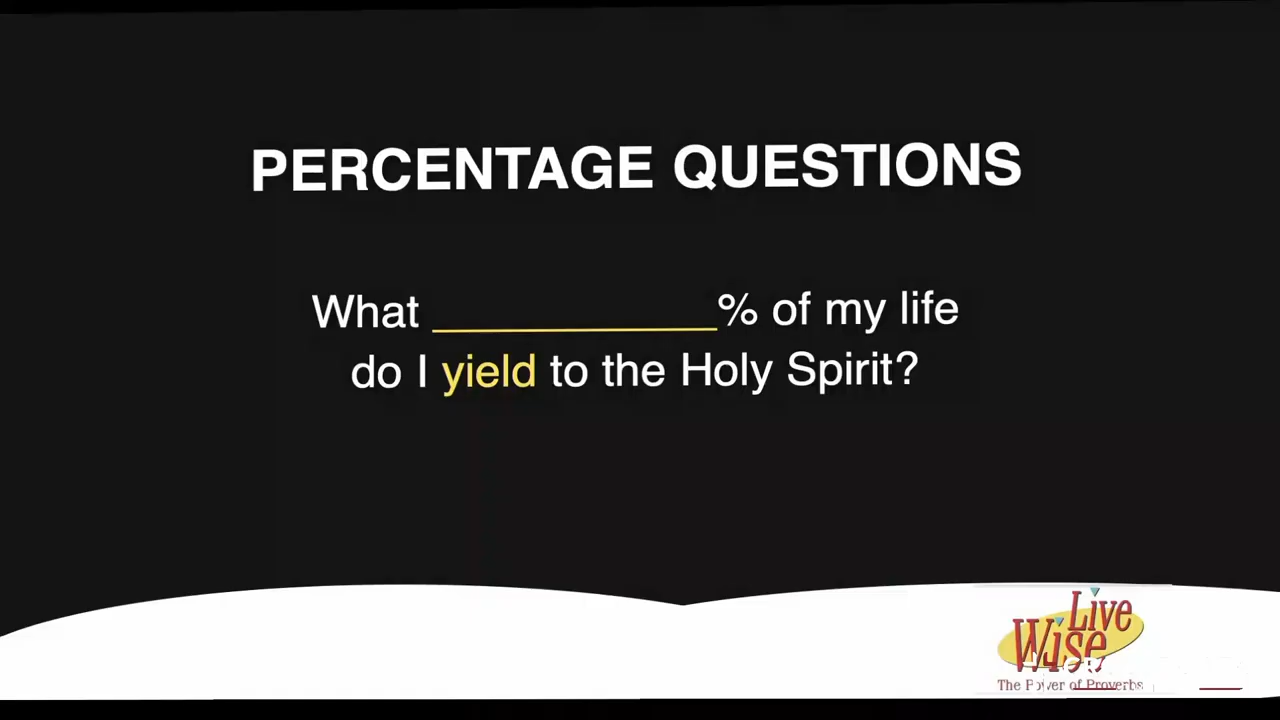 PERCENTAGE QUESTIONS
What ____________% of my life
do I yield to the Holy Spirit?
Live
Wise
The Power of Proverbs